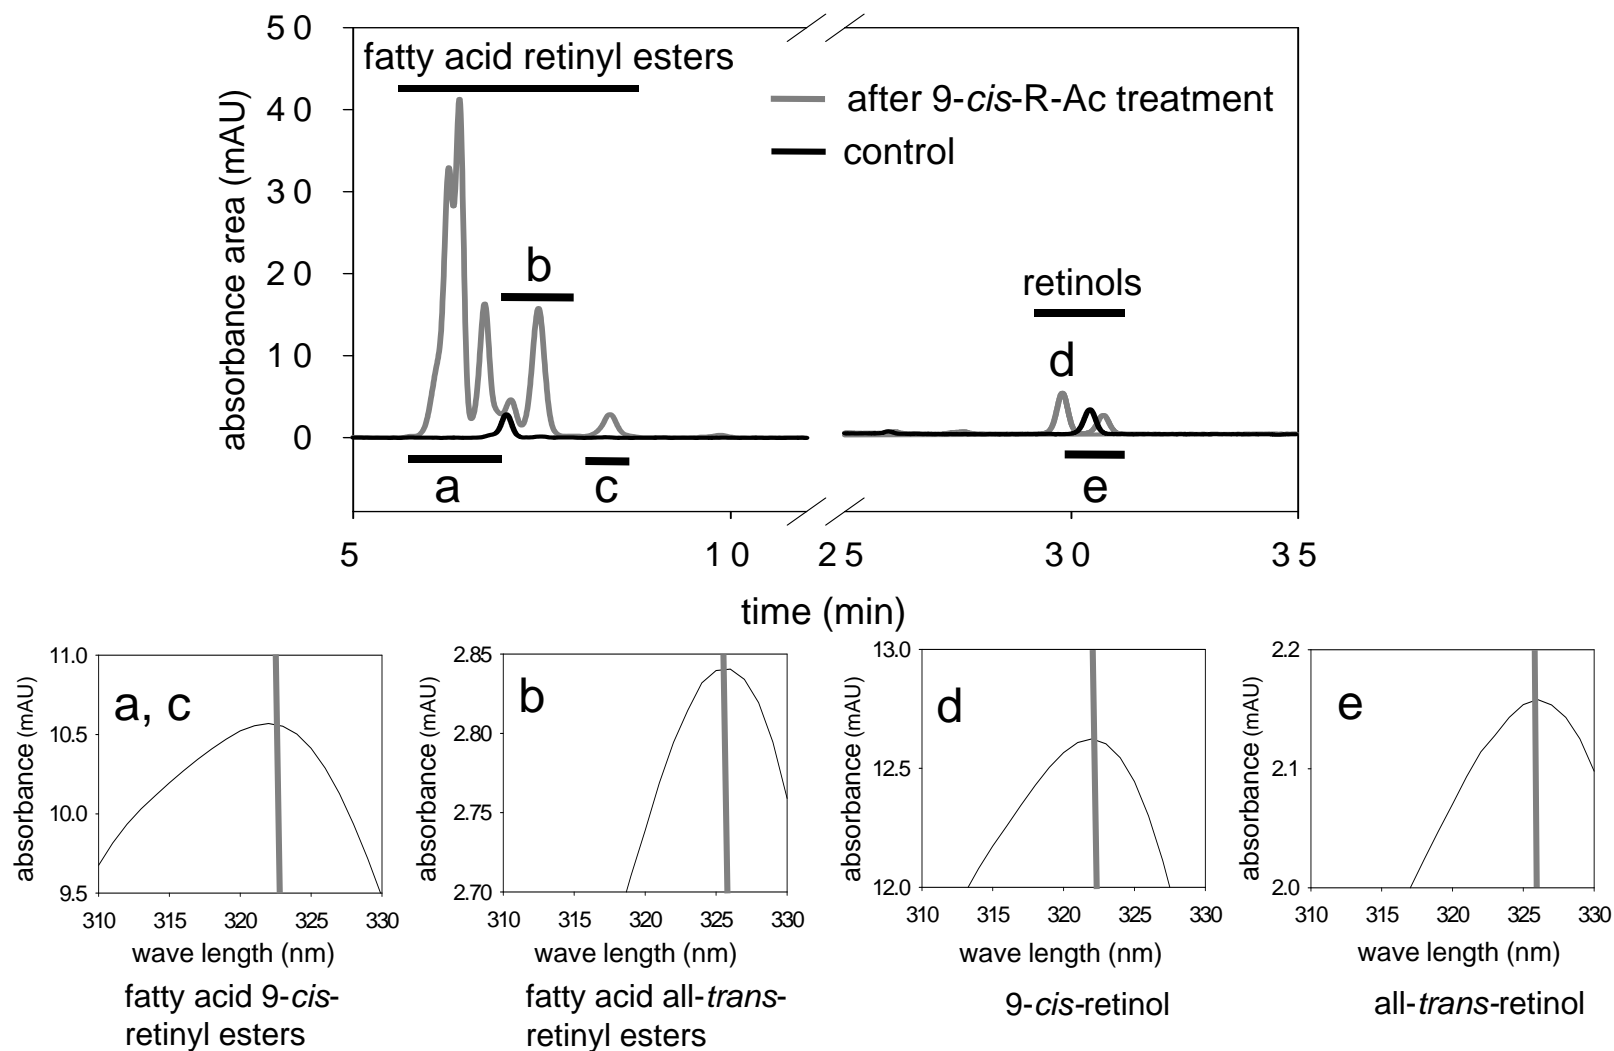 50
fatty acid retinyl esters
after 9-cis-R-Ac treatment
40
control
30
absorbance area (mAU)
b
20
retinols
10
d
0
a
c
e
5
10
25
30
35
time (min)
11.0
10.5
10.0
9.5
absorbance (mAU)
a, c
310 315 320 325 330
wave length (nm)
fatty acid 9-cis-
retinyl esters
2.85
2.80
2.75
2.70
absorbance (mAU)
b
310 315 320 325 330
wave length (nm)
fatty acid all-trans-
retinyl esters
13.0
12.5
12.0
absorbance (mAU)
d
310 315 320 325 330
wave length (nm)
9-cis-retinol
2.2
2.1
2.0
absorbance (mAU)
e
310 315 320 325 330
wave length (nm)
all-trans-retinol